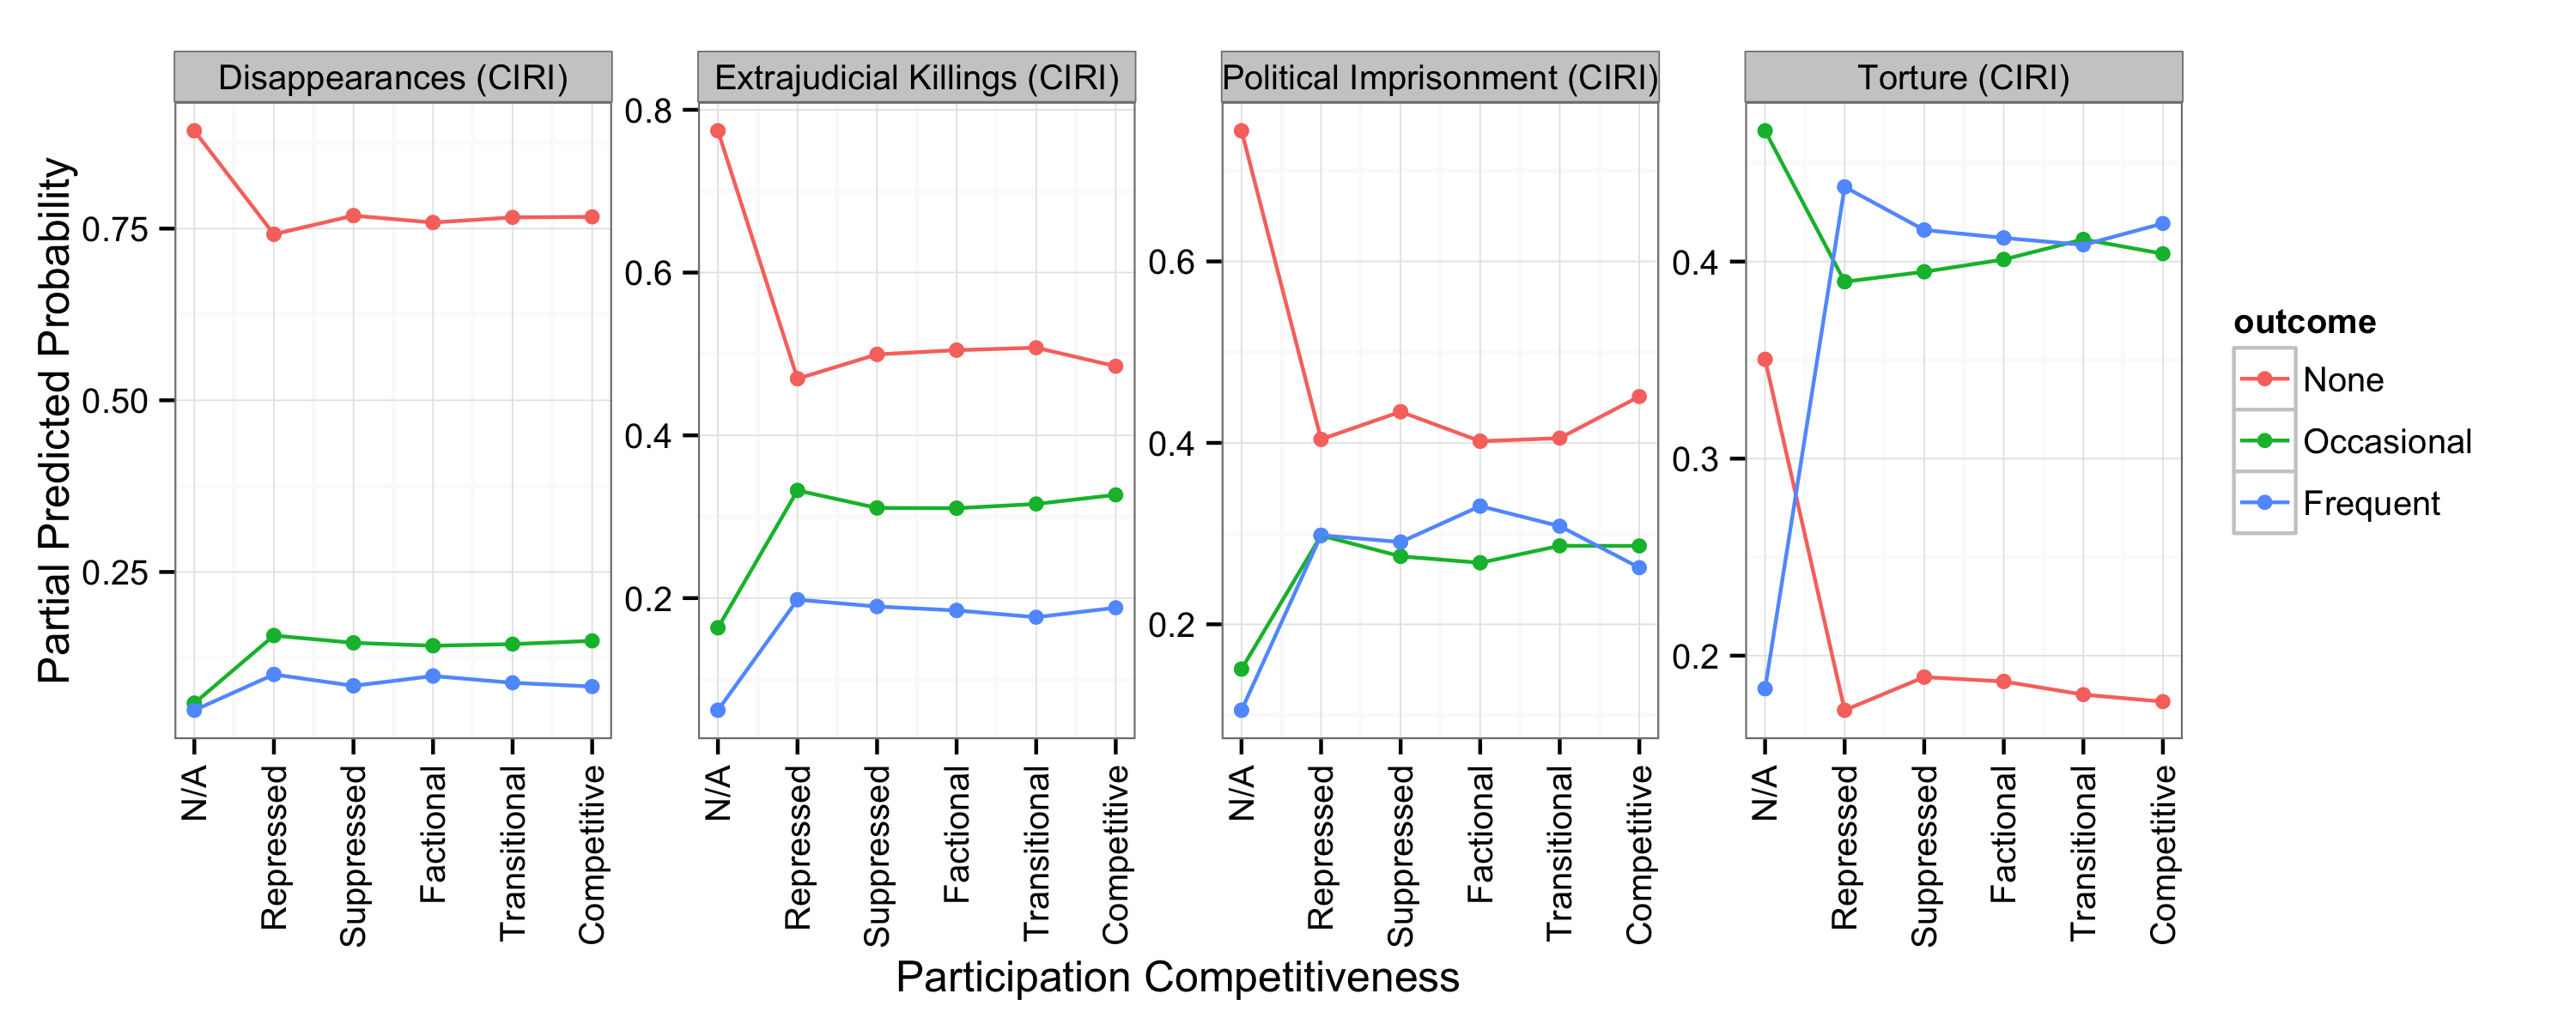 Disappearances (CIRI)
Extrajudicial Killings (CIRI)
Political Imprisonment (CIRI)
Torture (CIRI)
Partial Predicted Probability
0.75
0.50
0.25
0.8
0.6
0.4
0.2
0.6
0.4
0.2
0.4
0.3
0.2
N/A
Repressed
Suppressed
Factional
Transitional
Competitive
N/A
Repressed
Suppressed
Factional
Transitional
Competitive
N/A
Repressed
Suppressed
Factional
Transitional
Competitive
N/A
Repressed
Suppressed
Factional
Transitional
Competitive
Participation Competitiveness
outcome
None
Occasional
Frequent